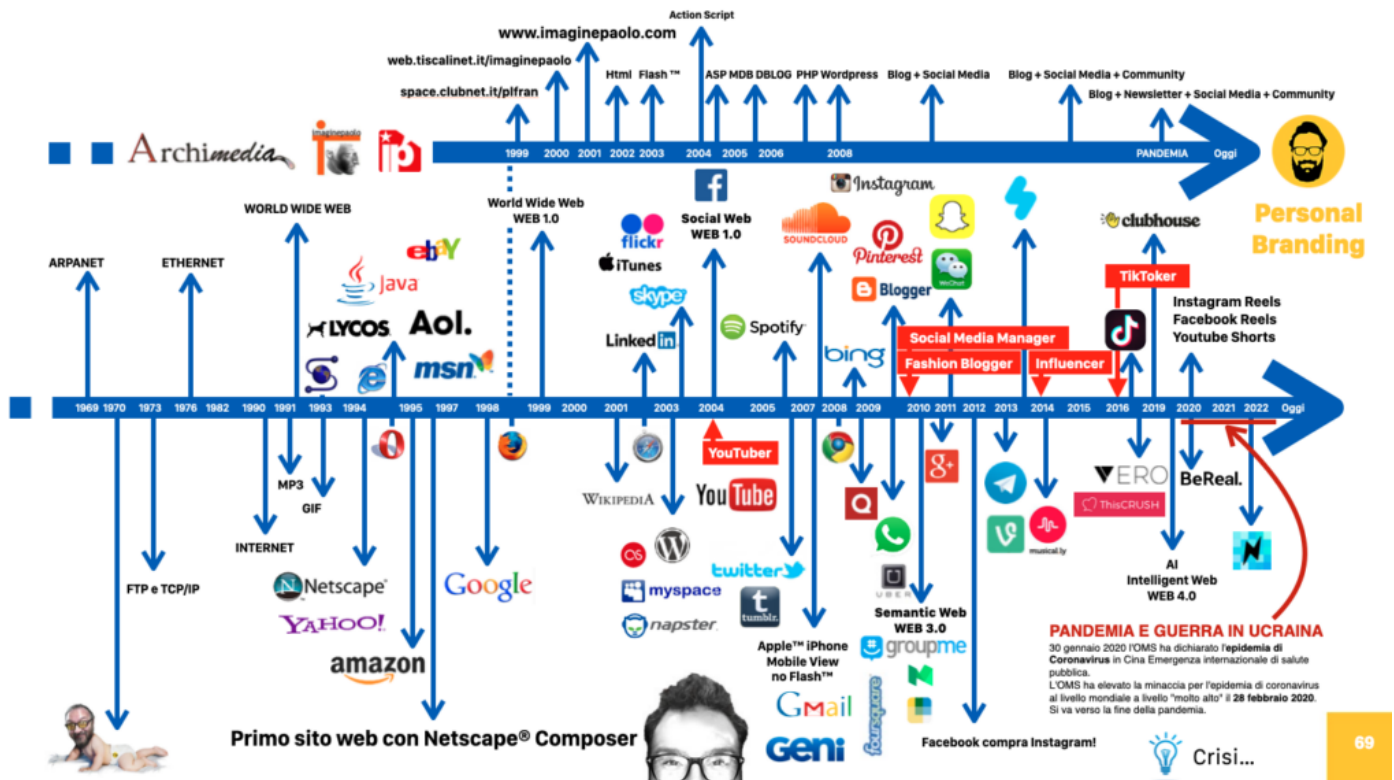 Action Script
www.imaginepaolo.com
web.tiscalinet.it/imaginepaolo
Html Flash ™ ASP MDB DBLOG PHP Wordpress Blog + Social Media Blog + Social Media + Community
space.clubnet.it/plfran
Blog + Newsletter + Social Media + Community
Archimedia
imaginepaolo
1999 2000 2001 2002 2003 2004 2005 2006 2008 PANDEMIA Oggi
Personal
Branding
WORLD WIDE WEB
World Wide Web
WEB 1.0
flickr
iTunes
skype
Linked in
Social Web
WEB 1.0
Instagram
SOUNDCLOUD
Pinterest
WeChat
Blogger
clubhouse
TikToker
Instagram Reels
Facebook Reels
Youtube Shorts
ARPANET
ETHERNET
ebay
Java
LYCOS
Aol.
msn
Spotify
bing
Social Media Manager
Fashion Blogger
Influencer
1969 1970 1973 1976 1982 1990 1991 1993 1994 1995 1997 1998 1999 2000 2001 2003 2004 2005 2007 2008 2009 2010 2011 2012 2013 2014 2015 2016 2019 2020 2021 2022 Oggi
YouTuber
You Tube
MP3
GIF
INTERNET
FTP e TCP/IP
Netscape®
YAHOO!
amazon
Google
WIKIPEDIA
myspace
napster.
twitter
tumblr.
Apple™ iPhone
Mobile View
no Flash™
Gmail
Geni
g+
UBER
Semantic Web
WEB 3.0
groupme
foursquare
musical.ly
VERO
ThisCRUSH
BeReal.
AI
Intelligent Web
WEB 4.0
N
PANDEMIA E GUERRA IN UCRAINA
30 gennaio 2020 l'OMS ha dichiarato l'epidemia di
Coronavirus in Cina Emergenza internazionale di salute
pubblica.
L'OMS ha elevato la minaccia per l'epidemia di coronavirus
al livello mondiale a livello "molto alto" il 28 febbraio 2020.
Si va verso la fine della pandemia.
Primo sito web con Netscape® Composer
Facebook compra Instagram!
Crisi...
69